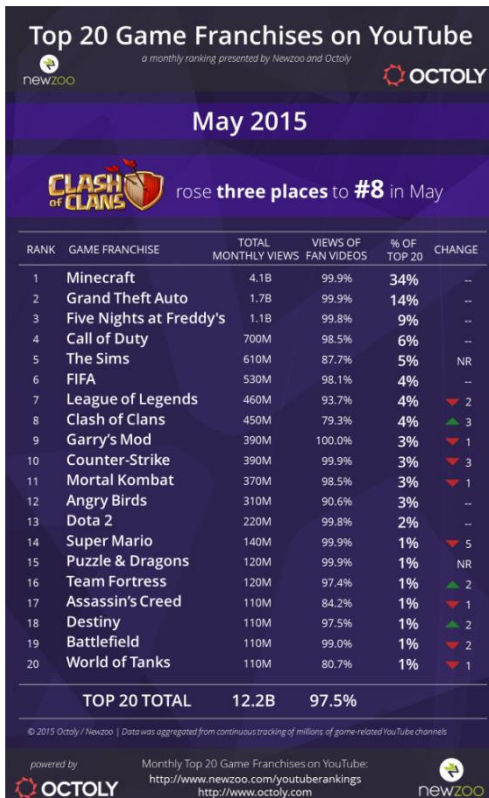 Top 20 Game Franchises on YouTube
a monthly ranking presented by Newzoo and Octoly
newzoo
OCTOLY
May 2015
CLASH OF CLANS
rose three places to #8 in May
RANK GAME FRANCHISE TOTAL MONTHLY VIEWS VIEWS OF FAN VIDEOS % OF TOP 20 CHANGE
1 Minecraft 4.1B 99.9% 34% --
2 Grand Theft Auto 1.7B 99.9% 14% --
3 Five Nights at Freddy's 1.1B 99.8% 9% --
4 Call of Duty 700M 98.5% 6% --
5 The Sims 610M 87.7% 5% NR
6 FIFA 530M 98.1% 4% --
7 League of Legends 460M 93.7% 4% ▼ 2
8 Clash of Clans 450M 79.3% 4% ▲ 3
9 Garry's Mod 390M 100.0% 3% ▼ 1
10 Counter-Strike 390M 99.9% 3% ▼ 3
11 Mortal Kombat 370M 98.5% 3% ▼ 1
12 Angry Birds 310M 90.6% 3% --
13 Dota 2 220M 99.8% 2% --
14 Super Mario 140M 99.9% 1% ▼ 5
15 Puzzle & Dragons 120M 99.9% 1% NR
16 Team Fortress 120M 97.4% 1% ▲ 2
17 Assassin's Creed 110M 84.2% 1% ▼ 1
18 Destiny 110M 97.5% 1% ▲ 2
19 Battlefield 110M 99.0% 1% ▼ 2
20 World of Tanks 110M 80.7% 1% ▼ 1
TOP 20 TOTAL 12.2B 97.5%
© 2015 Octoly / Newzoo | Data was aggregated from continuous tracking of millions of game-related YouTube channels
powered by
OCTOLY
Monthly Top 20 Game Franchises on YouTube:
http://www.newzoo.com/youtuberankings
http://www.octoly.com
newzoo